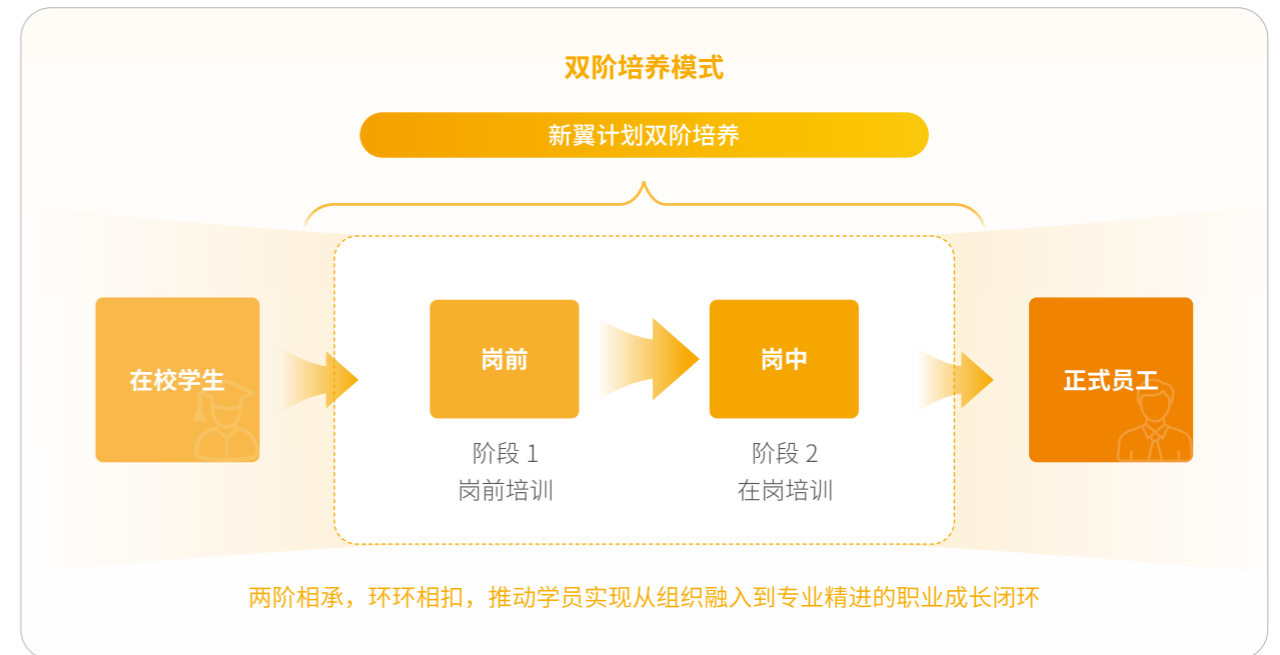 双阶培养模式
新翼计划双阶培养
在校学生
岗前
岗中
正式员工
阶段 1
岗前培训
阶段 2
在岗培训
两阶相承，环环相扣，推动学员实现从组织融入到专业精进的职业成长闭环